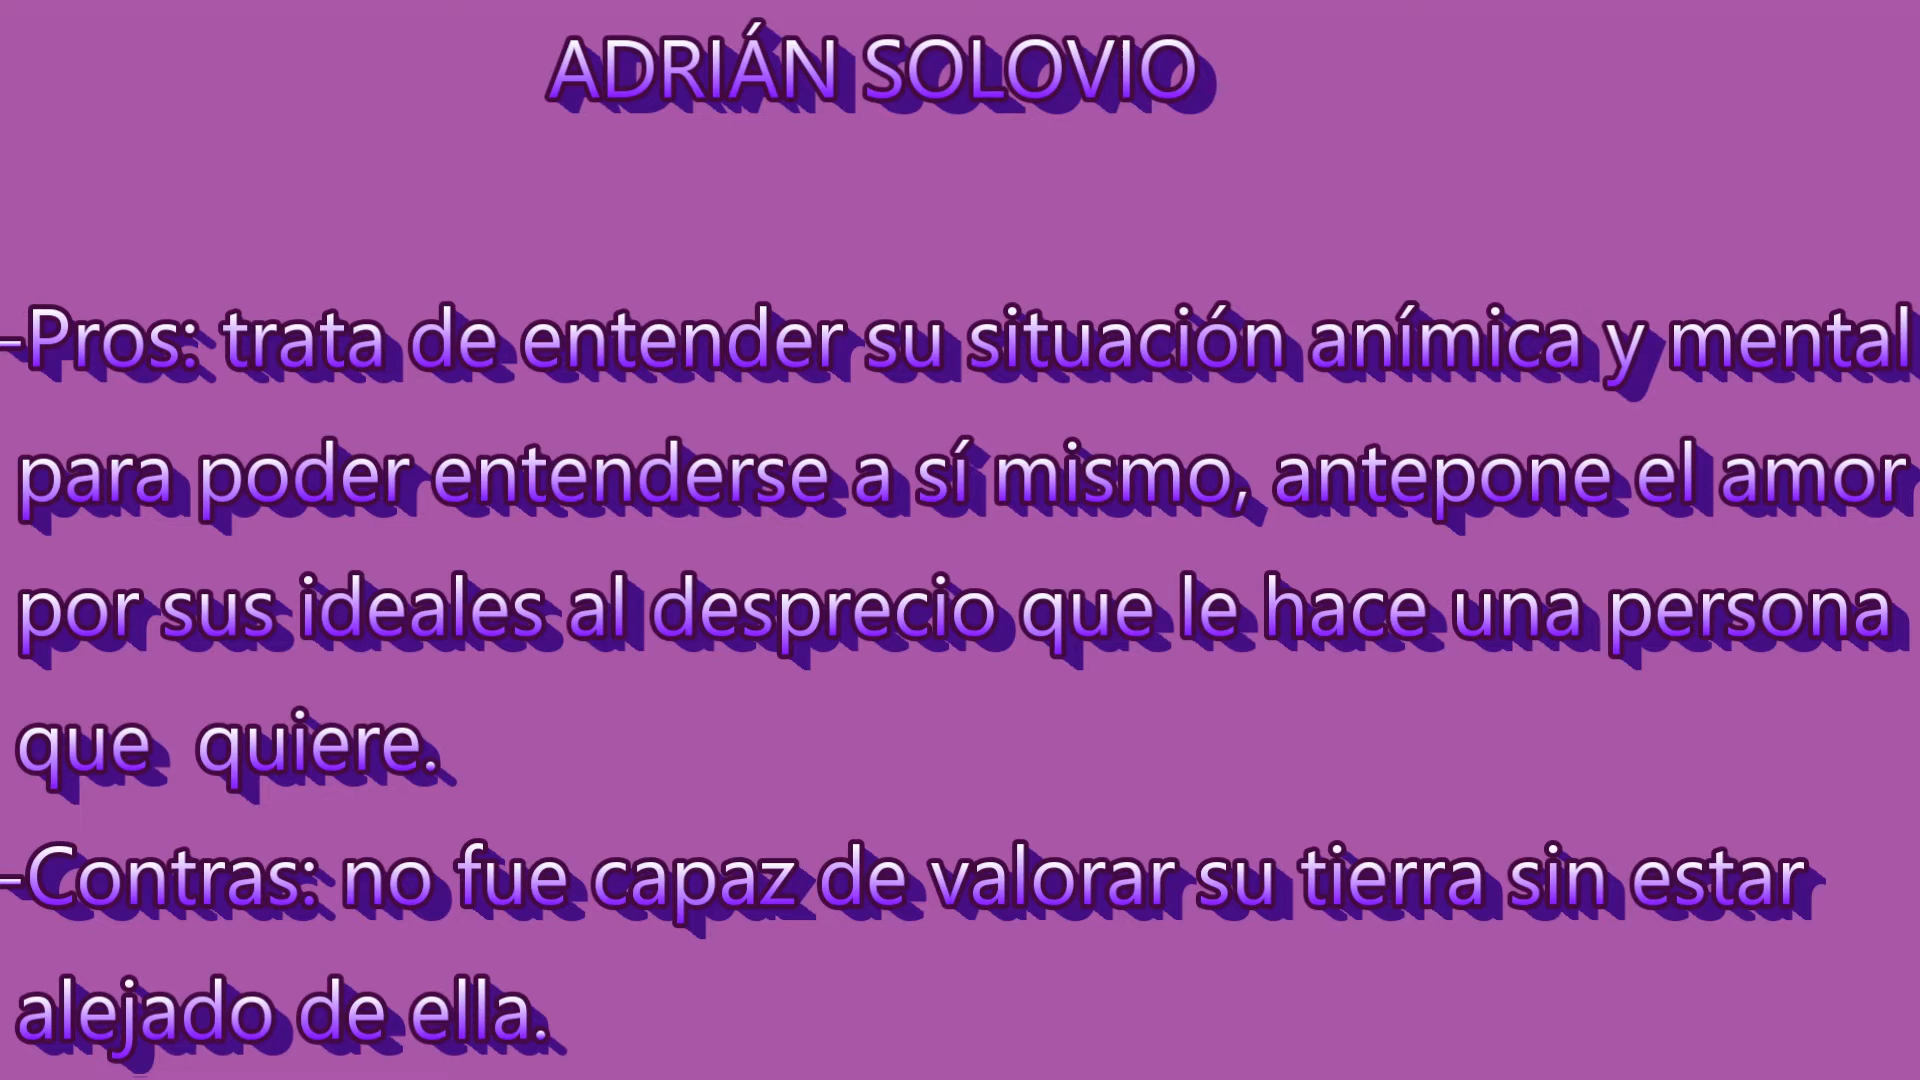 ADRIÁN SOLOVIO
-Pros: trata de entender su situación anímica y mental
para poder entenderse a sí mismo, antepone el amor
por sus ideales al desprecio que le hace una persona
que  quiere.
-Contras: no fue capaz de valorar su tierra sin estar
alejado de ella.